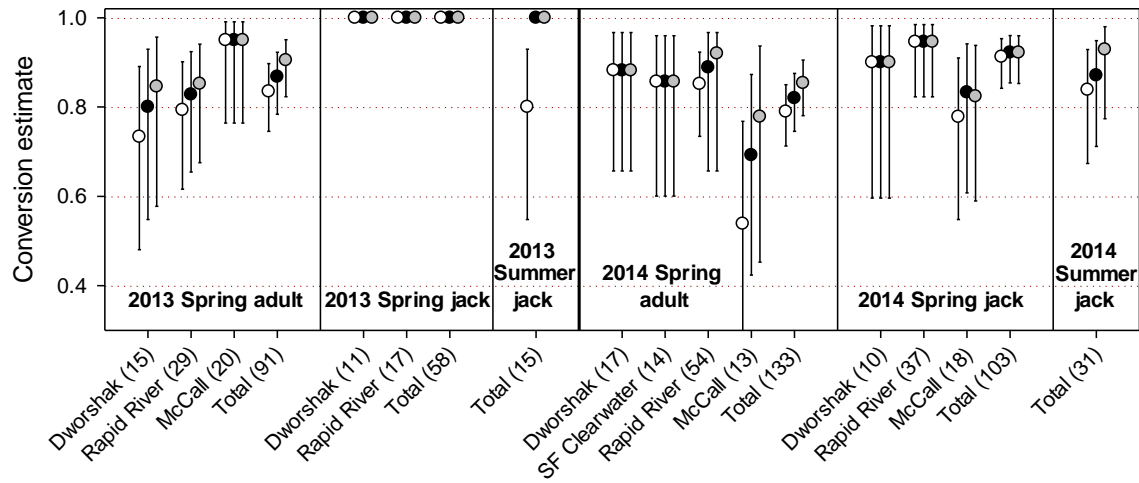 Conversion estimate
1.0
0.8
0.6
0.4
2013 Spring adult
2013 Spring jack
2013
Summer
jack
2014 Spring
adult
2014 Spring jack
2014
Summer
jack
Dworshak (15)
Rapid River (29)
McCall (20)
Total (91)
Dworshak (11)
Rapid River (17)
Total (58)
Total (15)
Dworshak (17)
SF Clearwater (14)
Rapid River (54)
McCall (13)
Total (133)
Dworshak (10)
Rapid River (37)
McCall (18)
Total (103)
Total (31)